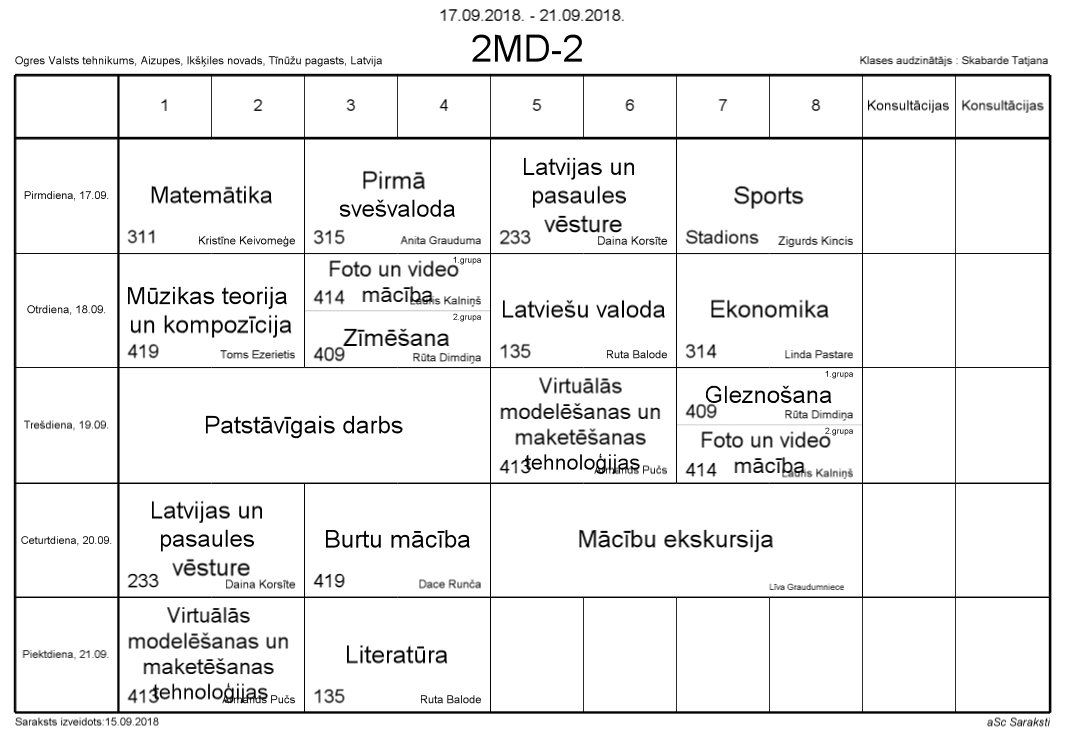 17.09.2018. - 21.09.2018.
2MD-2
Ogres Valsts tehnikums, Aizupes, Ikšķiles novads, Tīnūžu pagasts, Latvija
Klases audzinātājs : Skabarde Tatjana
1 2 3 4 5 6 7 8 Konsultācijas Konsultācijas
Pirmdiena, 17.09.
Matemātika
311 Kristīne Keivomeģe
Pirmā
svešvaloda
315 Anita Grauduma
Latvijas un
pasaules
vēsture
233 Daina Korsīte
Sports
Stadions Zigurds Kincis
Otrdiena, 18.09.
Mūzikas teorija
un kompozīcija
419 Toms Ezerietis
1.grupa
Foto un video
mācība
414 Lauris Kalniņš
2.grupa
Zīmēšana
409 Rūta Dimdiņa
Latviešu valoda
135 Ruta Balode
Ekonomika
314 Linda Pastare
Trešdiena, 19.09.
Patstāvīgais darbs
Virtuālās
modelēšanas un
maketēšanas
tehnoloģijas
413 Armands Pučs
1.grupa
Gleznošana
409 Rūta Dimdiņa
2.grupa
Foto un video
mācība
414 Lauris Kalniņš
Ceturtdiena, 20.09.
Latvijas un
pasaules
vēsture
233 Daina Korsīte
Burtu mācība
419 Dace Runča
Mācību ekskursija
Līva Graudumniece
Piektdiena, 21.09.
Virtuālās
modelēšanas un
maketēšanas
tehnoloģijas
413 Armands Pučs
Literatūra
135 Ruta Balode
Saraksts izveidots:15.09.2018
aSc Saraksti